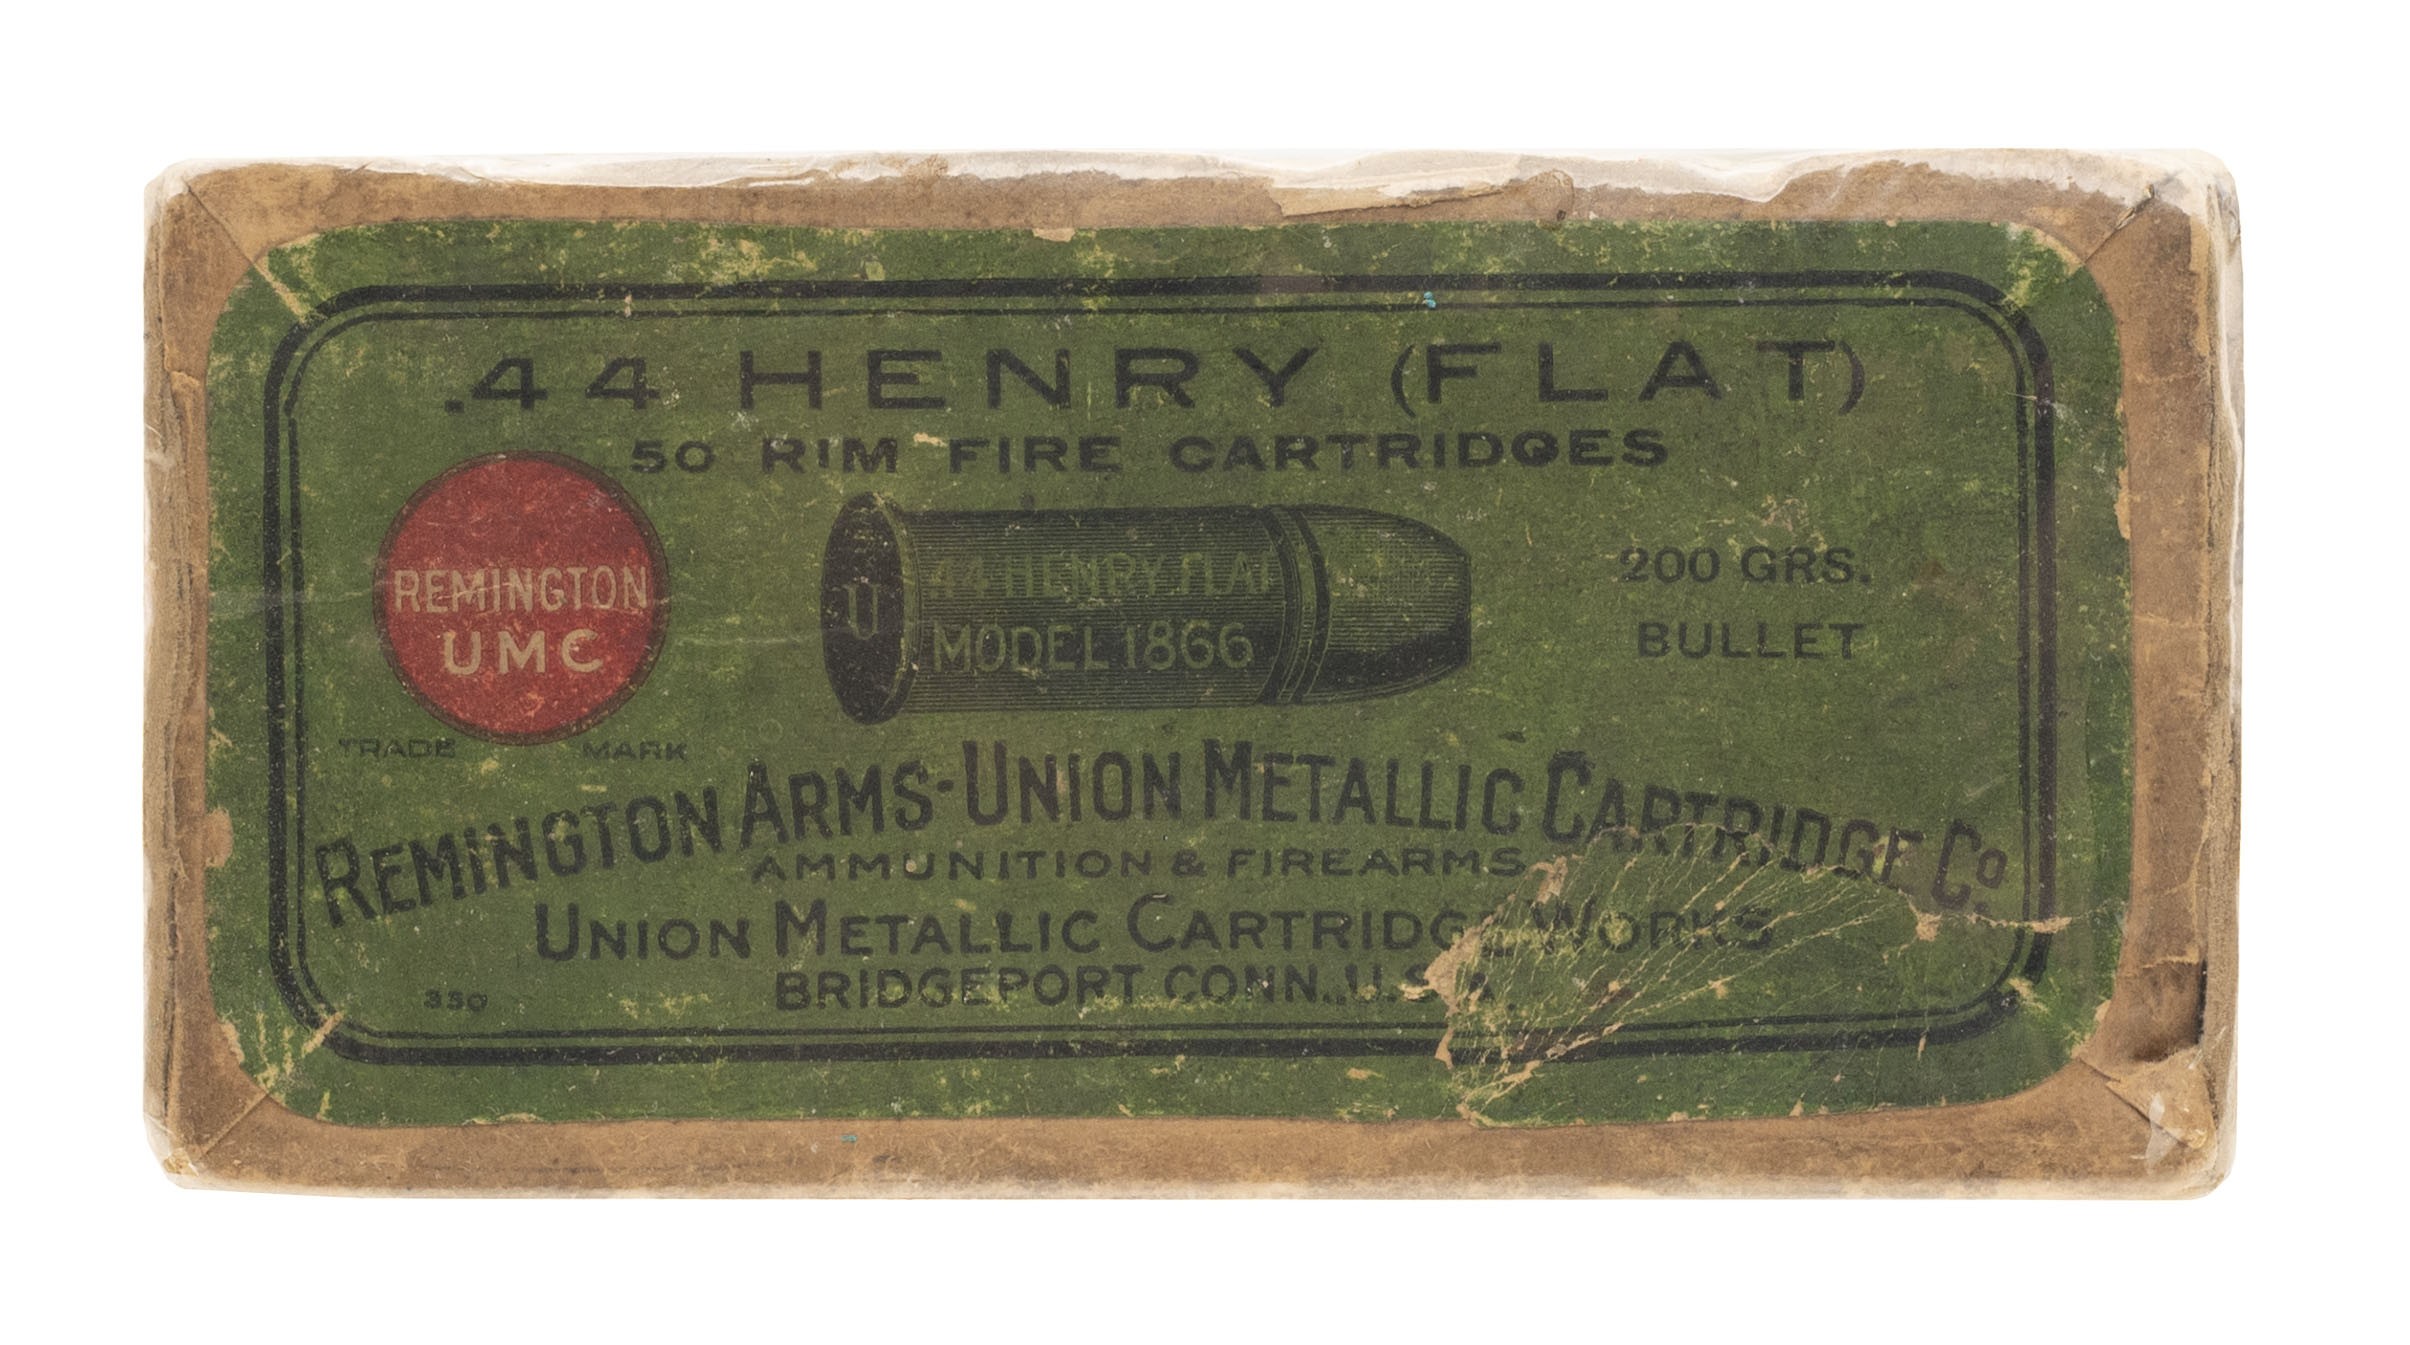 .44 HENRY (FLAT)
50 RIM FIRE CARTRIDGES
REMINGTON
UMC
TRADE MARK
U
44 HENRY FLAT
MODEL 1866
200 GRS.
BULLET
REMINGTON ARMS-UNION METALLIC CARTRIDGE Co.
AMMUNITION & FIREARMS
UNION METALLIC CARTRIDGE WORKS
BRIDGEPORT CONN., U.S.A.
350